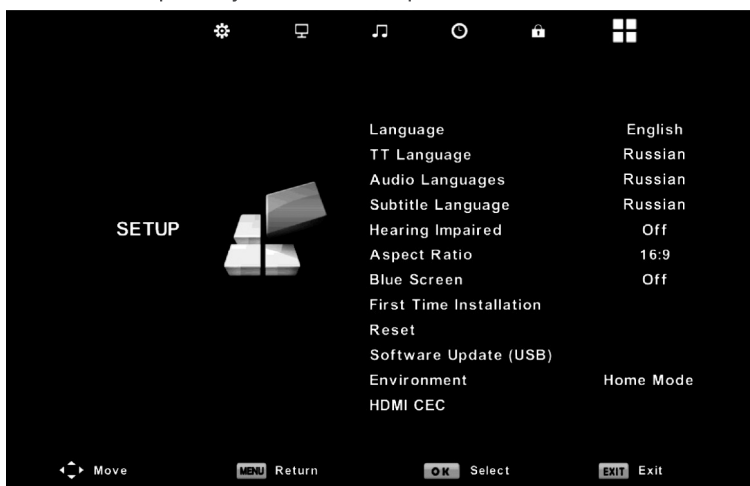 Language English
TT Language Russian
Audio Languages Russian
Subtitle Language Russian
SETUP
Hearing Impaired Off
Aspect Ratio 16:9
Blue Screen Off
First Time Installation
Reset
Software Update (USB)
Environment Home Mode
HDMI CEC
Move MENU Return OK Select EXIT Exit